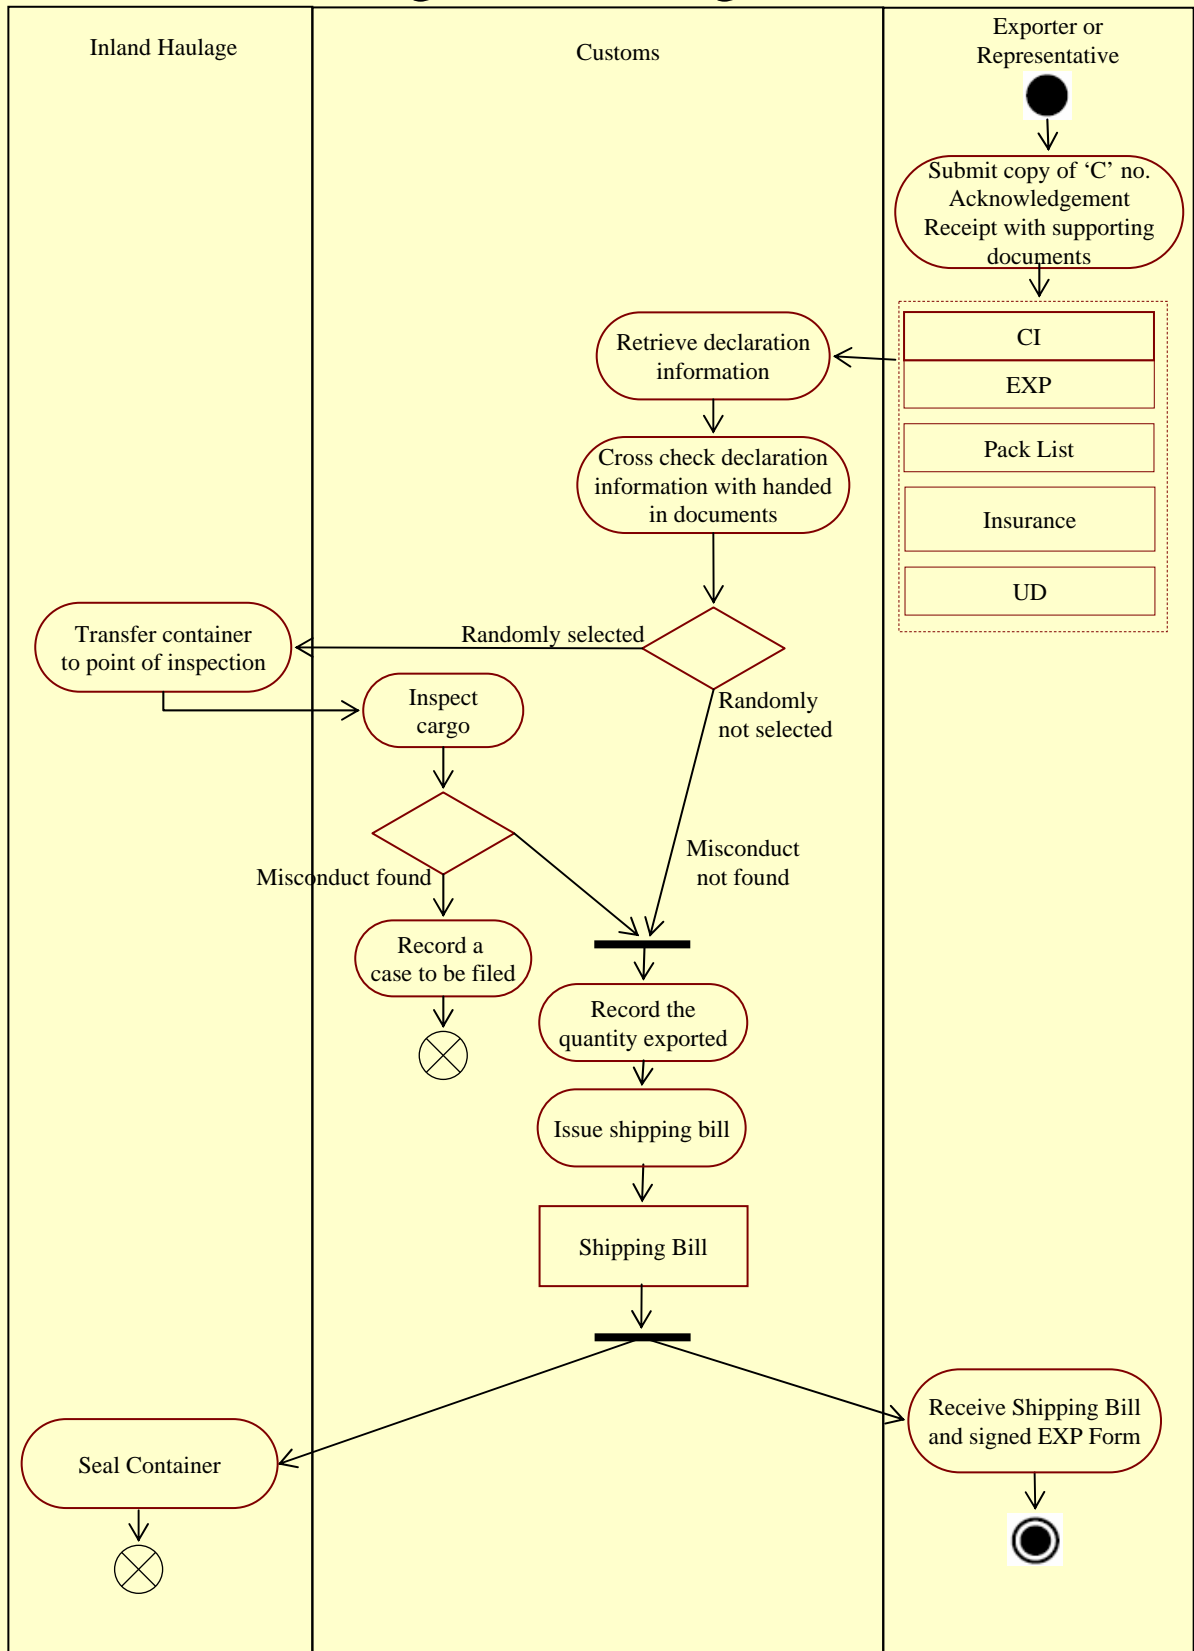 Inland Haulage
Customs
Exporter or
Representative
Submit copy of ‘C’ no.
Acknowledgement
Receipt with supporting
documents
CI
EXP
Pack List
Insurance
UD
Retrieve declaration
information
Cross check declaration
information with handed
in documents
Randomly selected
Transfer container
to point of inspection
Randomly
not selected
Inspect
cargo
Misconduct
not found
Misconduct found
Record a
case to be filed
Record the
quantity exported
Issue shipping bill
Shipping Bill
Receive Shipping Bill
and signed EXP Form
Seal Container